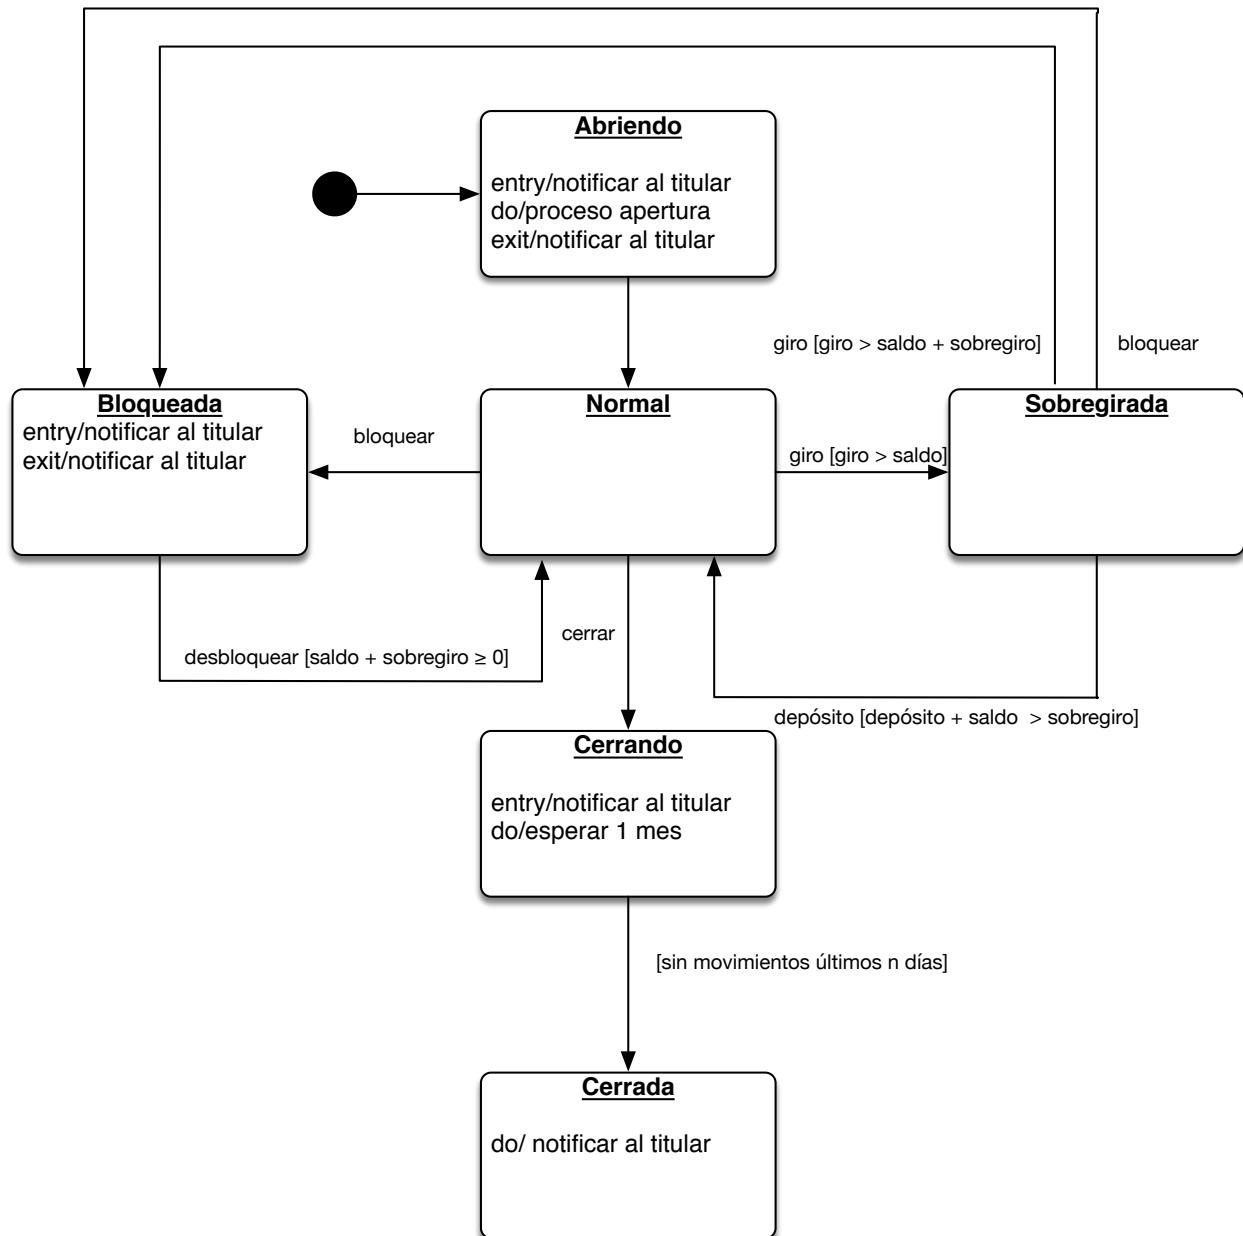 Abriendo
entry/notificar al titular
do/proceso apertura
exit/notificar al titular
giro [giro > saldo + sobregiro]
bloquear
Bloqueada
entry/notificar al titular
exit/notificar al titular
bloquear
Normal
giro [giro > saldo]
Sobregirada
desbloquear [saldo + sobregiro ≥ 0]
cerrar
depósito [depósito + saldo  > sobregiro]
Cerrando
entry/notificar al titular
do/esperar 1 mes
[sin movimientos últimos n días]
Cerrada
do/ notificar al titular